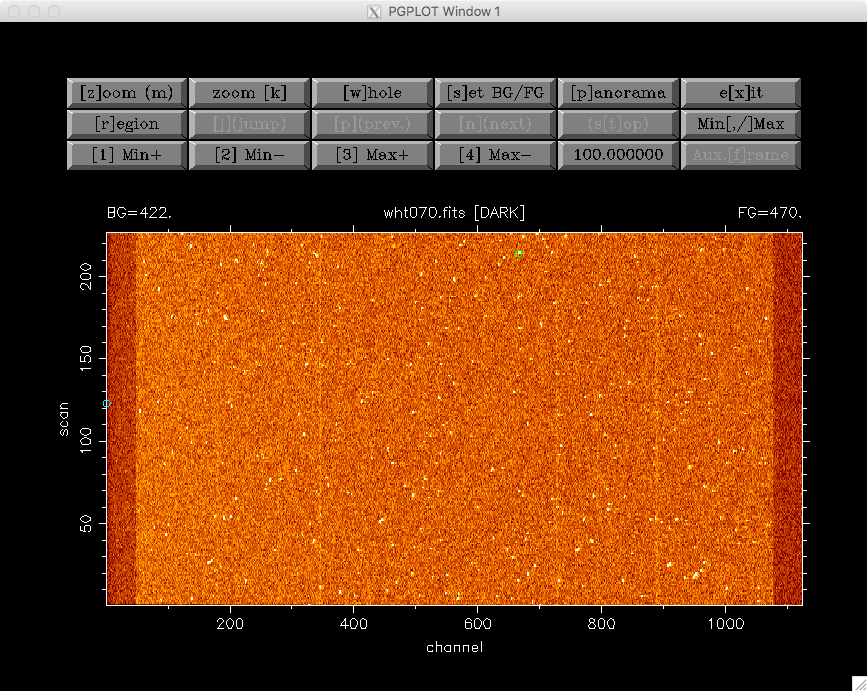 PGPLOT Window 1
[z]oom (m) zoom [k] [w]hole [s]et BG/FG [p]anorama e[x]it
[r]egion [j](jump) [p](prev.) [n](next) (s[t]op) Min[,/]Max
[1] Min+ [2] Min− [3] Max+ [4] Max− 100.000000 Aux.[f]rame
BG=422. wht070.fits [DARK] FG=470.
200
150
100
50
scan
200 400 600 800 1000
channel